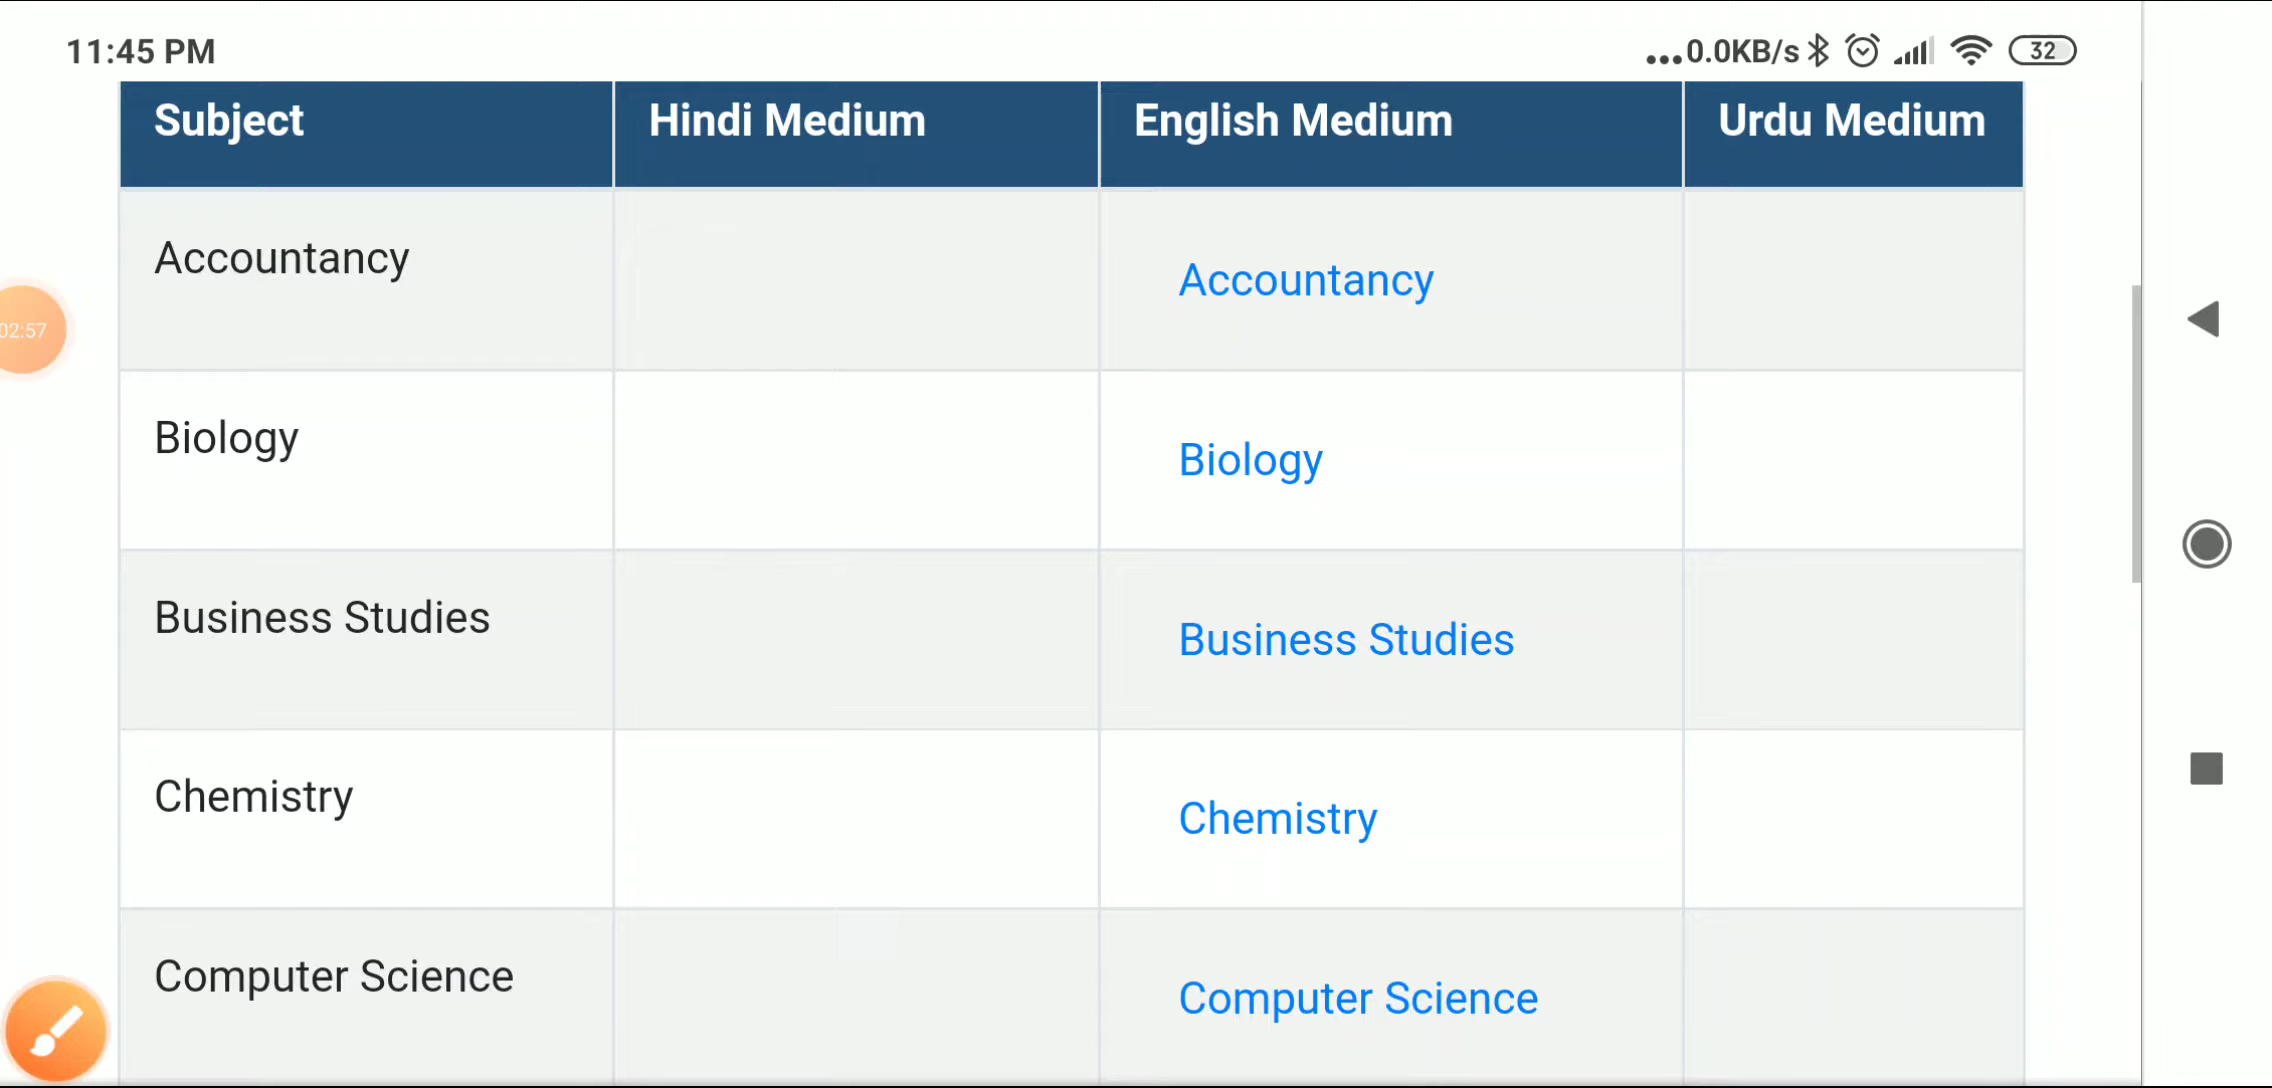 11:45 PM
...0.0KB/s 32
Subject Hindi Medium English Medium Urdu Medium
Accountancy Accountancy
02:57
Biology Biology
Business Studies Business Studies
Chemistry Chemistry
Computer Science Computer Science